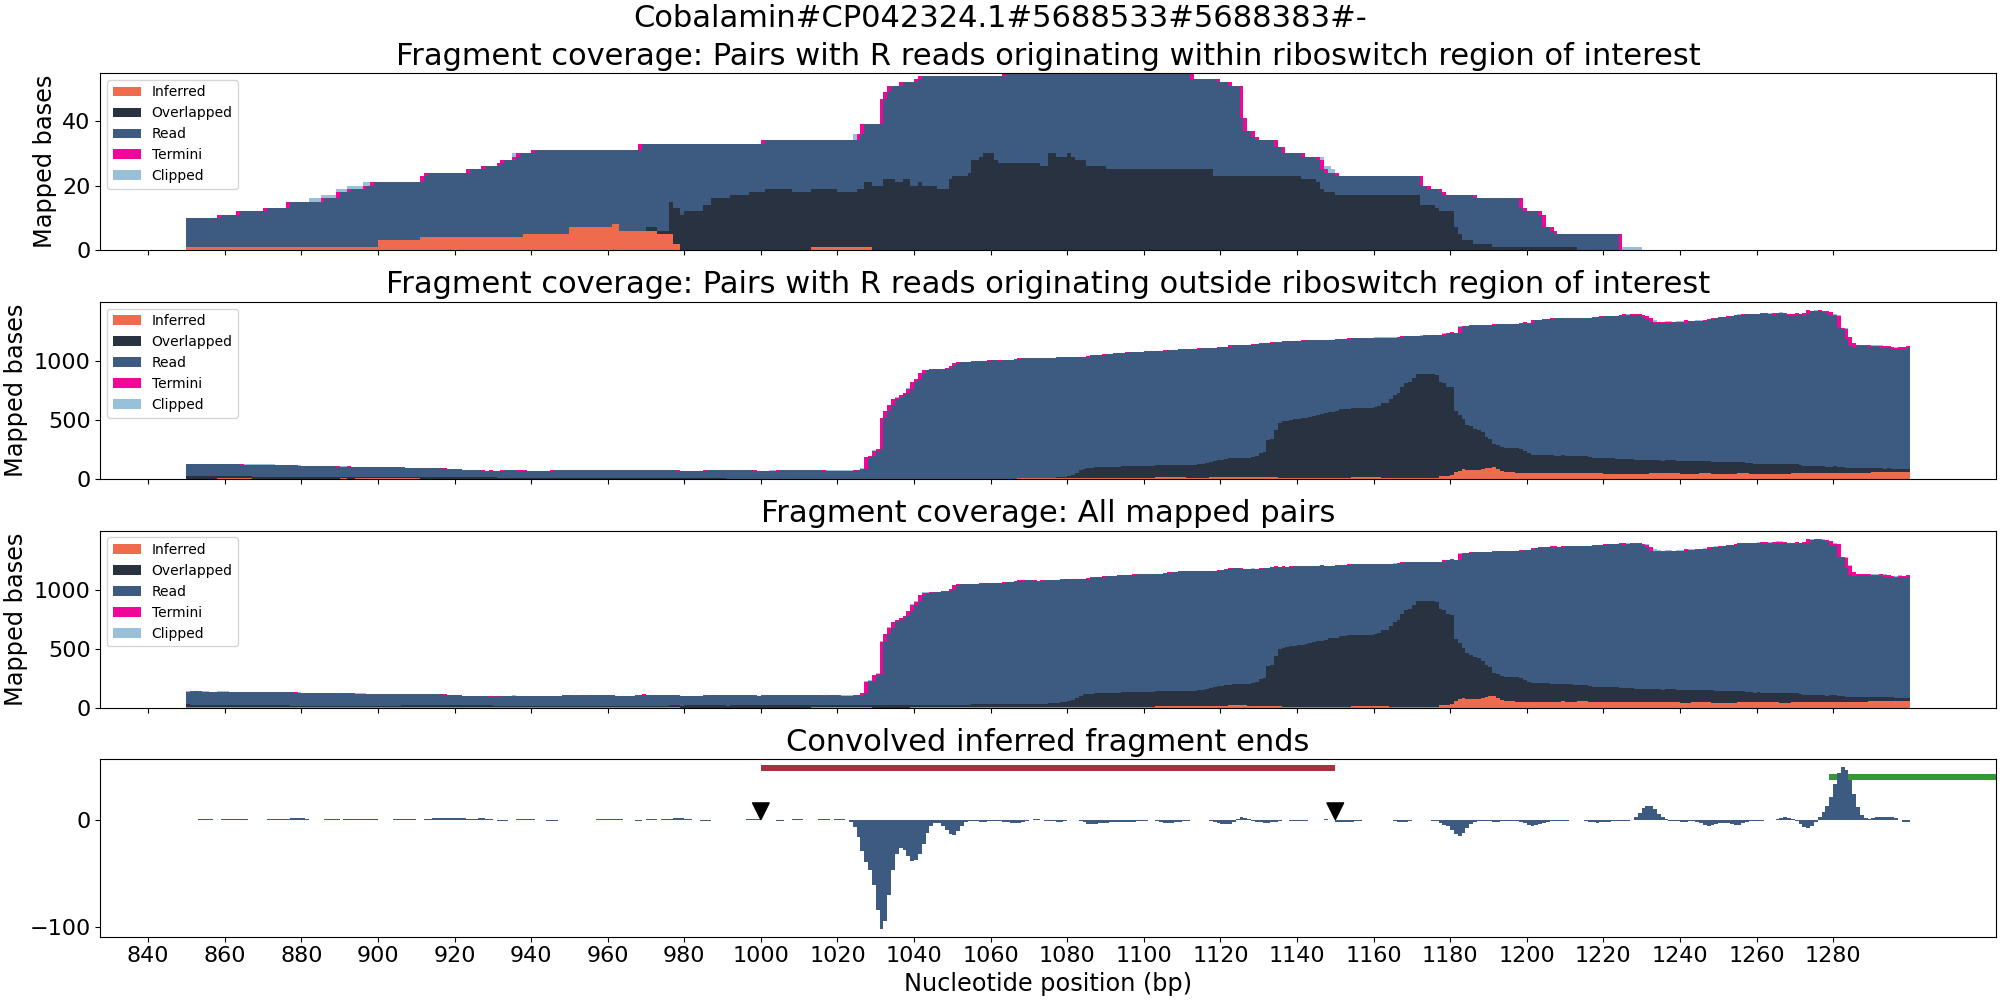 Cobalamin#CP042324.1#5688533#5688383#-
Fragment coverage: Pairs with R reads originating within riboswitch region of interest
Mapped bases
40
20
0
Inferred
Overlapped
Read
Termini
Clipped
Fragment coverage: Pairs with R reads originating outside riboswitch region of interest
Mapped bases
1000
500
0
Inferred
Overlapped
Read
Termini
Clipped
Fragment coverage: All mapped pairs
Mapped bases
1000
500
0
Inferred
Overlapped
Read
Termini
Clipped
Convolved inferred fragment ends
0
−100
840 860 880 900 920 940 960 980 1000 1020 1040 1060 1080 1100 1120 1140 1160 1180 1200 1220 1240 1260 1280
Nucleotide position (bp)